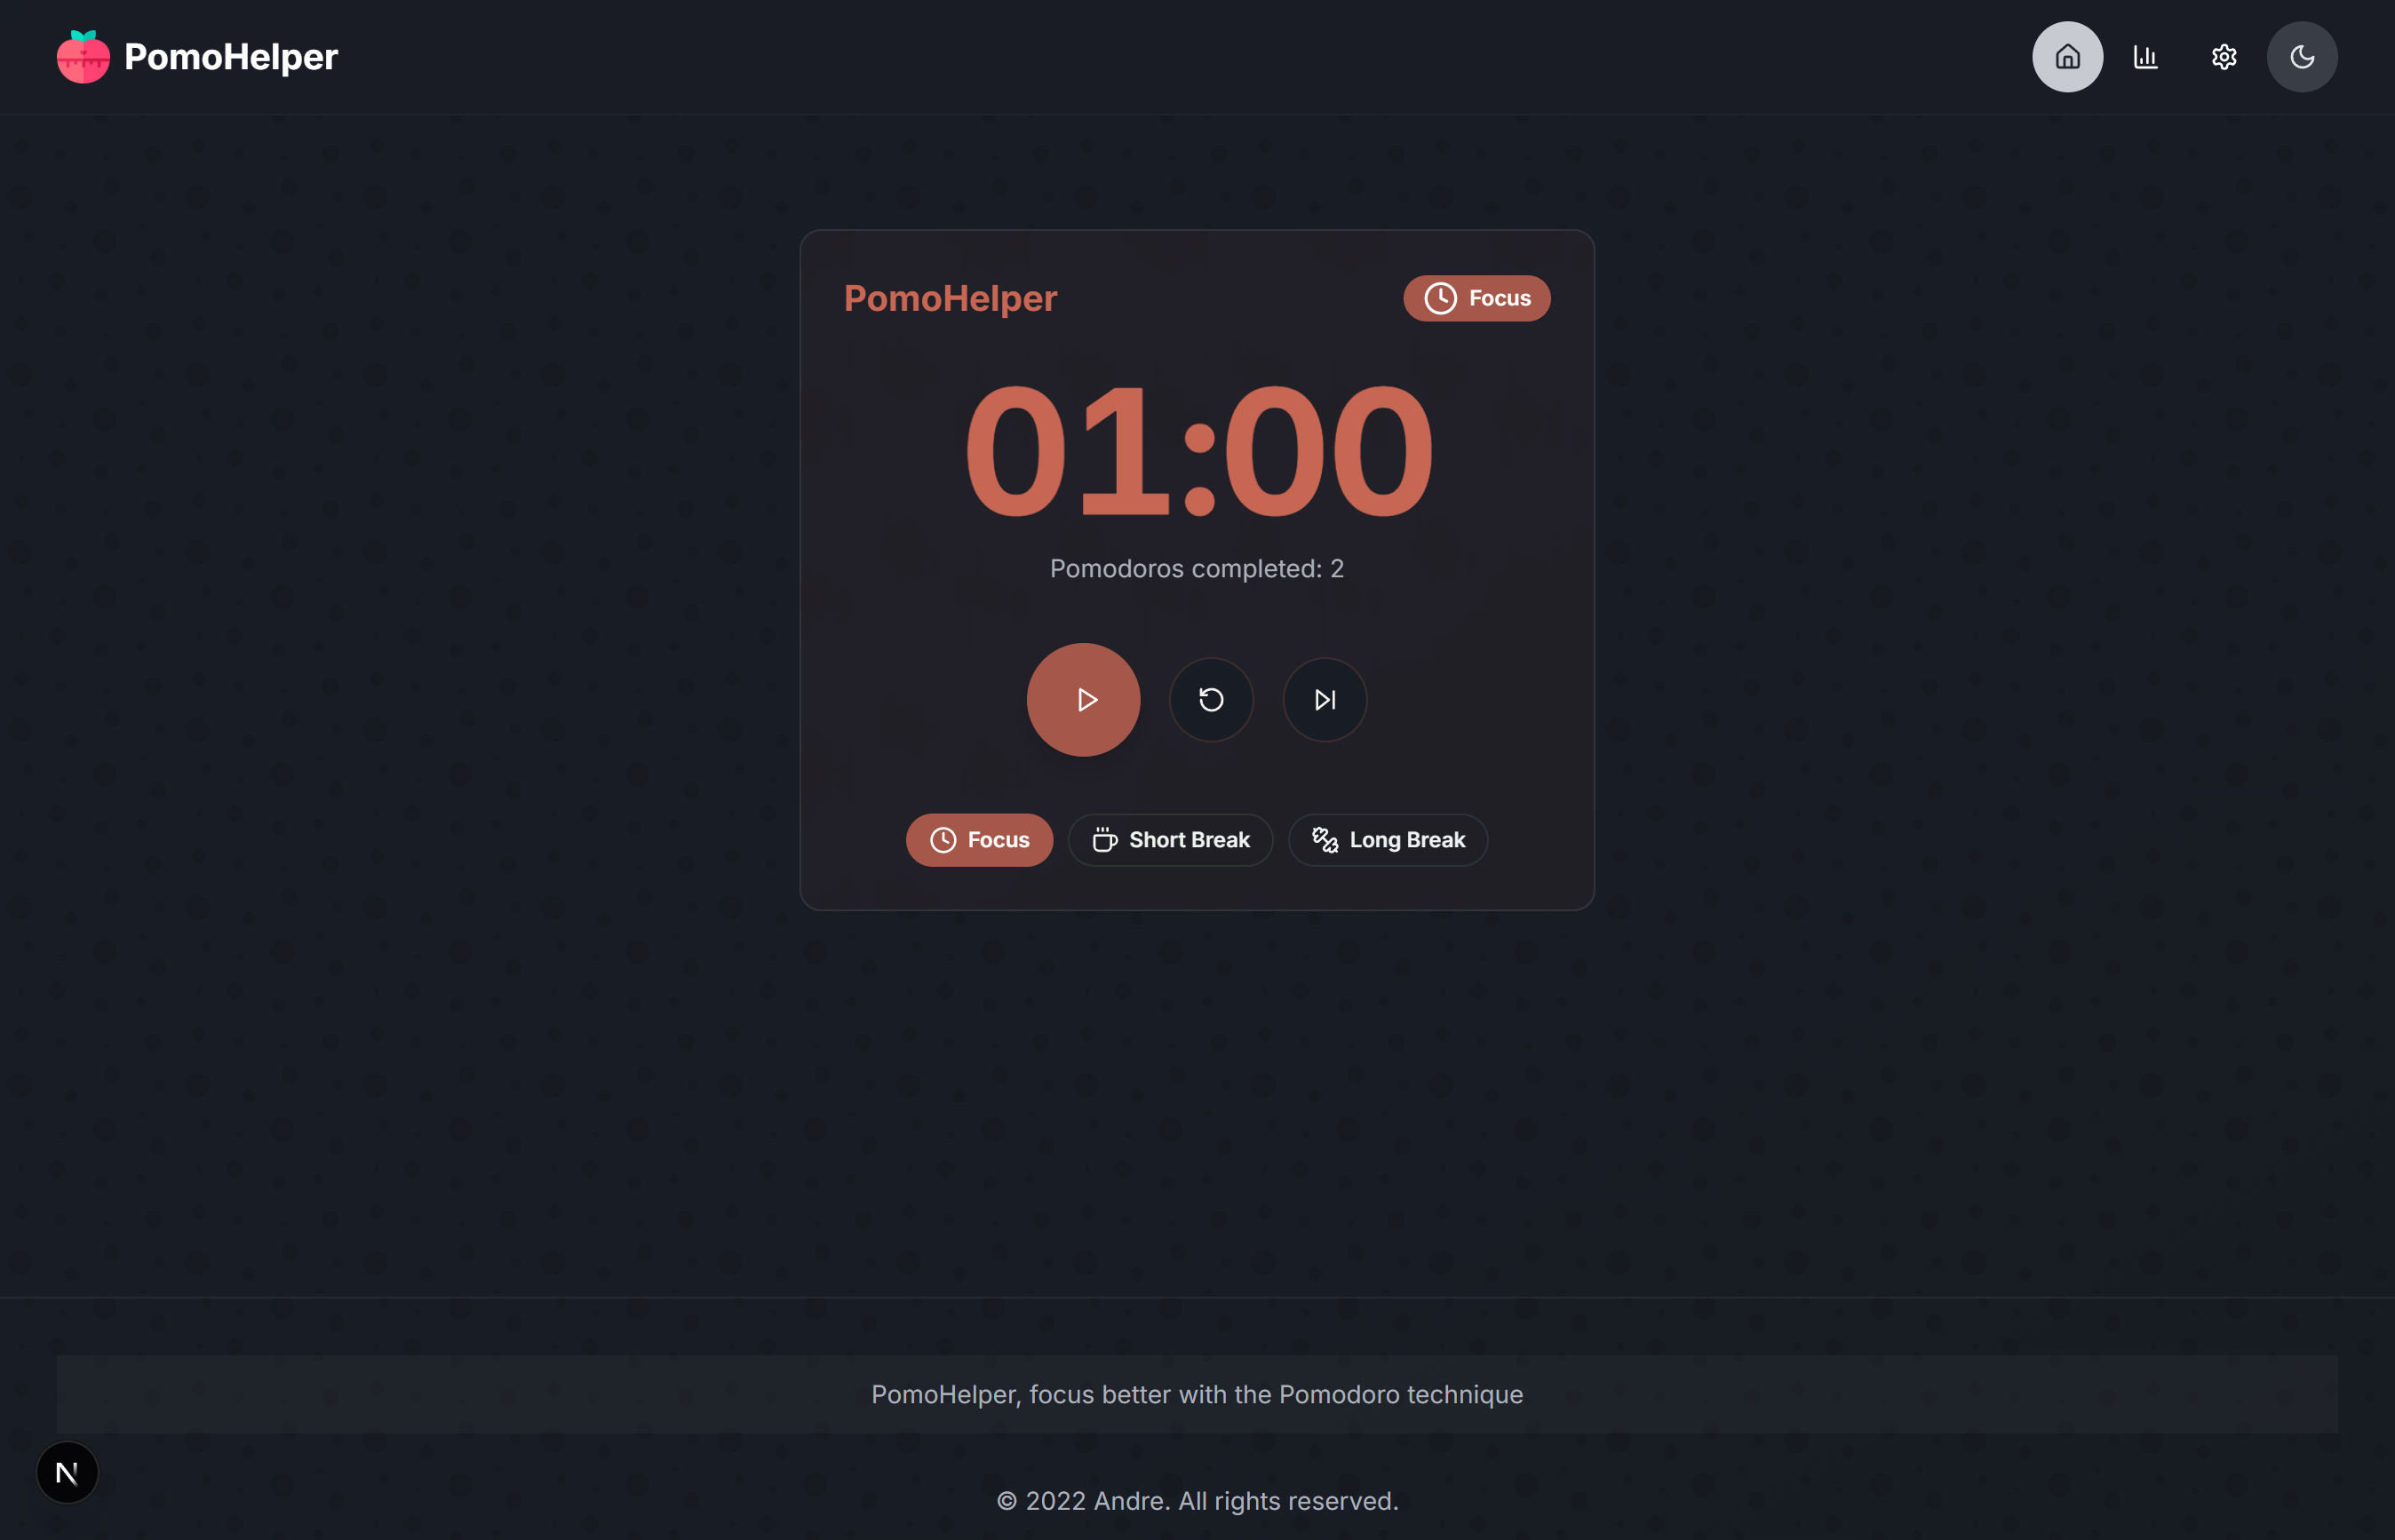 PomoHelper
PomoHelper
Focus
01:00
Pomodoros completed: 2
Focus
Short Break
Long Break
PomoHelper, focus better with the Pomodoro technique
N
© 2022 Andre. All rights reserved.